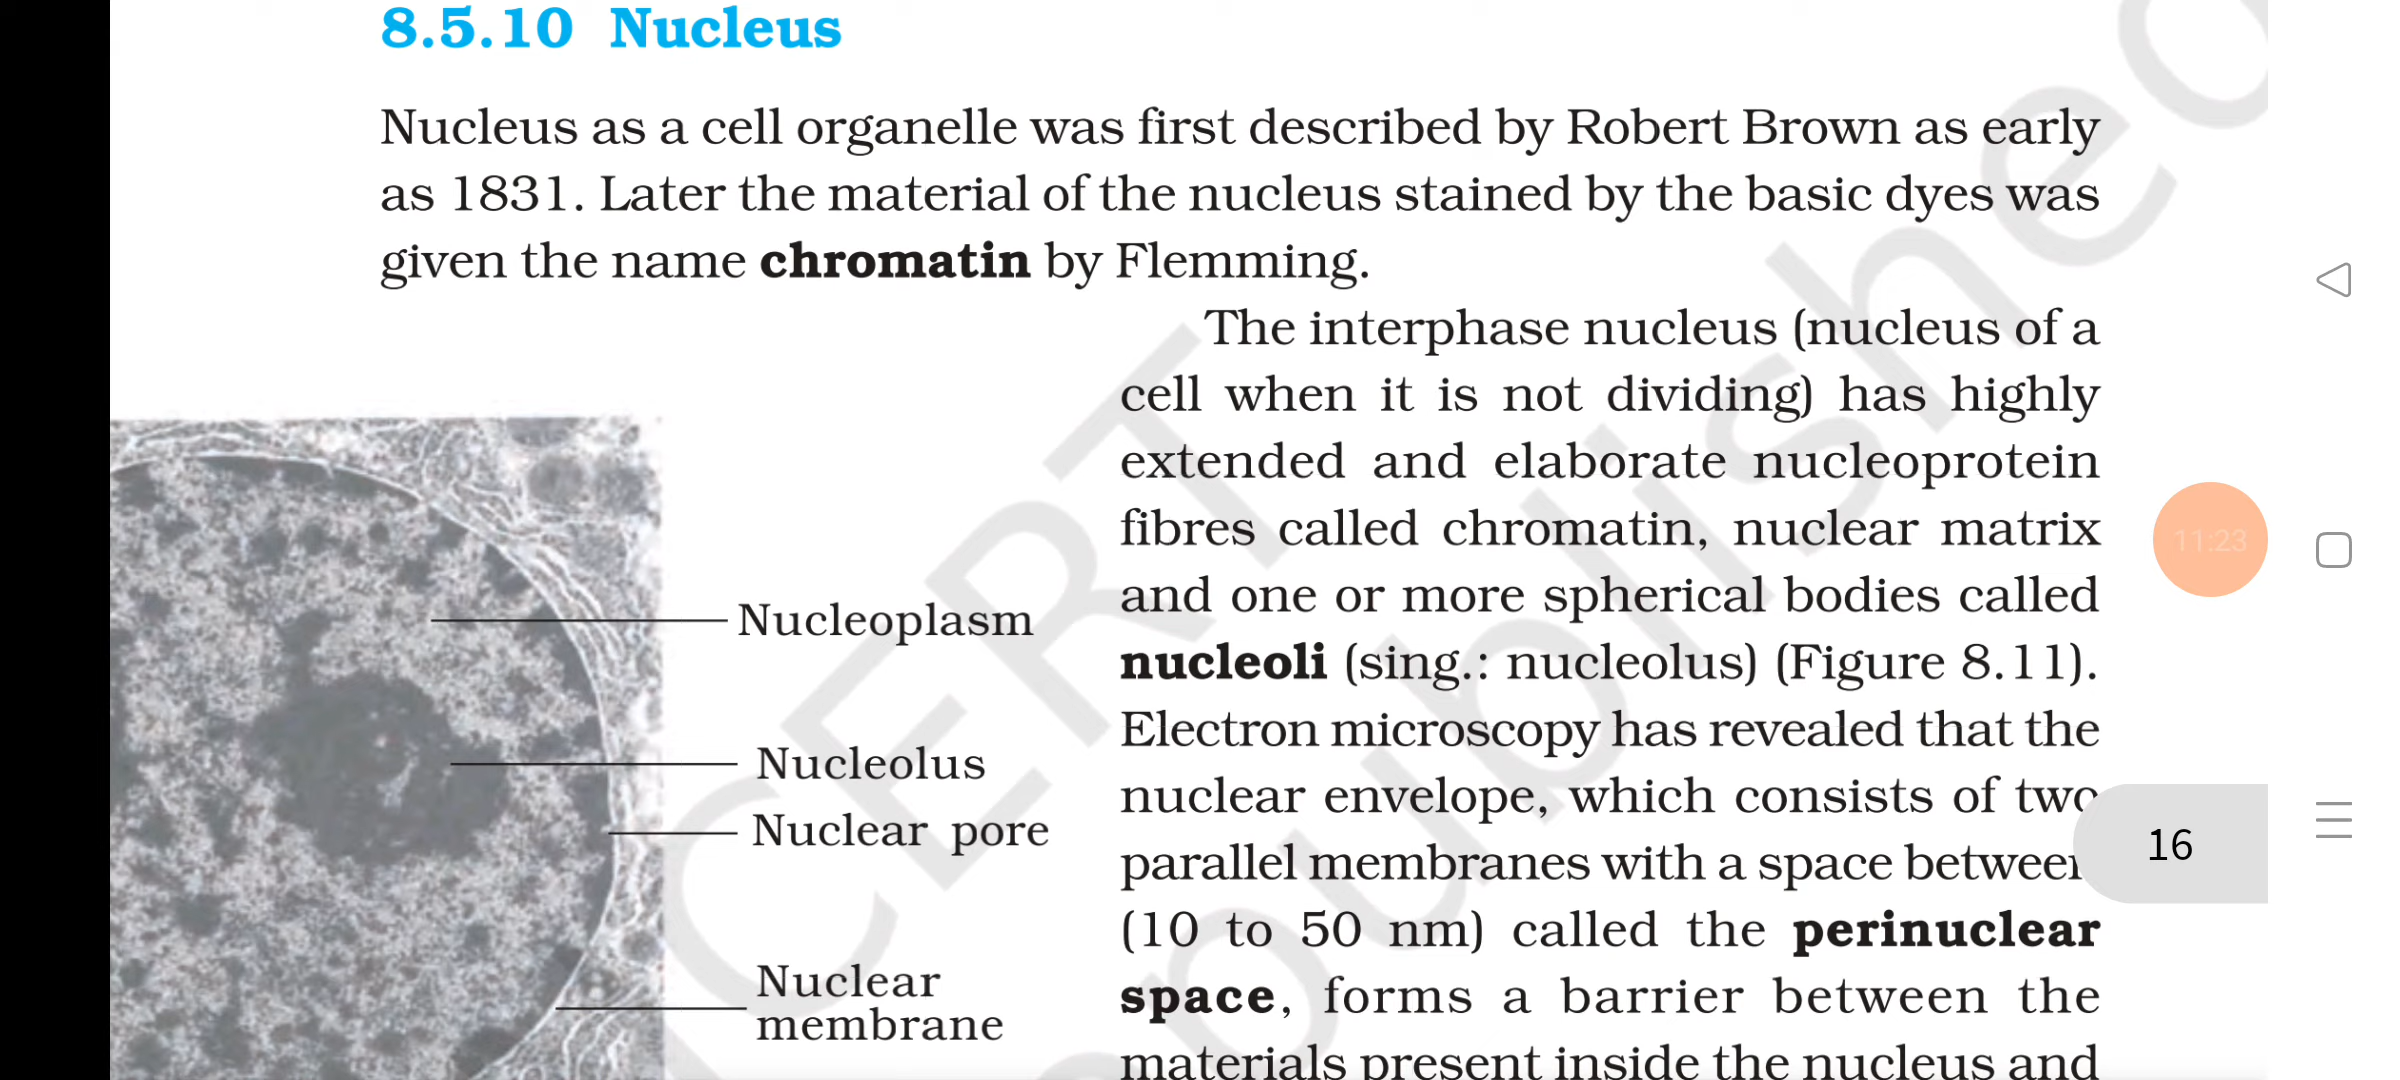 8.5.10 Nucleus
Nucleus as a cell organelle was first described by Robert Brown as early
as 1831. Later the material of the nucleus stained by the basic dyes was
given the name chromatin by Flemming.
The interphase nucleus (nucleus of a
cell when it is not dividing) has highly
extended and elaborate nucleoprotein
fibres called chromatin, nuclear matrix
and one or more spherical bodies called
nucleoli (sing.: nucleolus) (Figure 8.11).
Electron microscopy has revealed that the
nuclear envelope, which consists of two
parallel membranes with a space between
(10 to 50 nm) called the perinuclear
space, forms a barrier between the
materials present inside the nucleus and
Nucleoplasm
Nucleolus
Nuclear pore
Nuclear
membrane
11:23
16